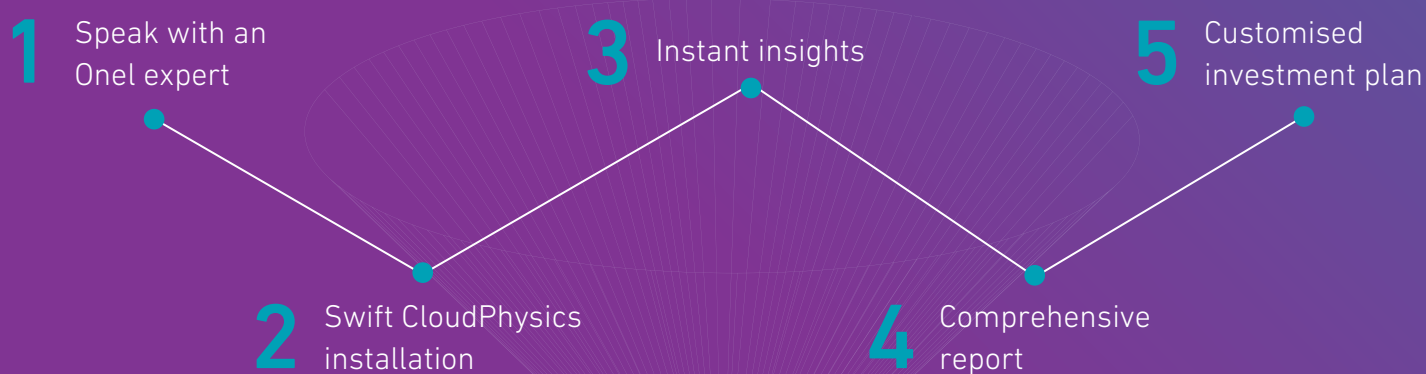 1
Speak with an
Onel expert
2
Swift CloudPhysics
installation
3
Instant insights
4
Comprehensive
report
5
Customised
investment plan